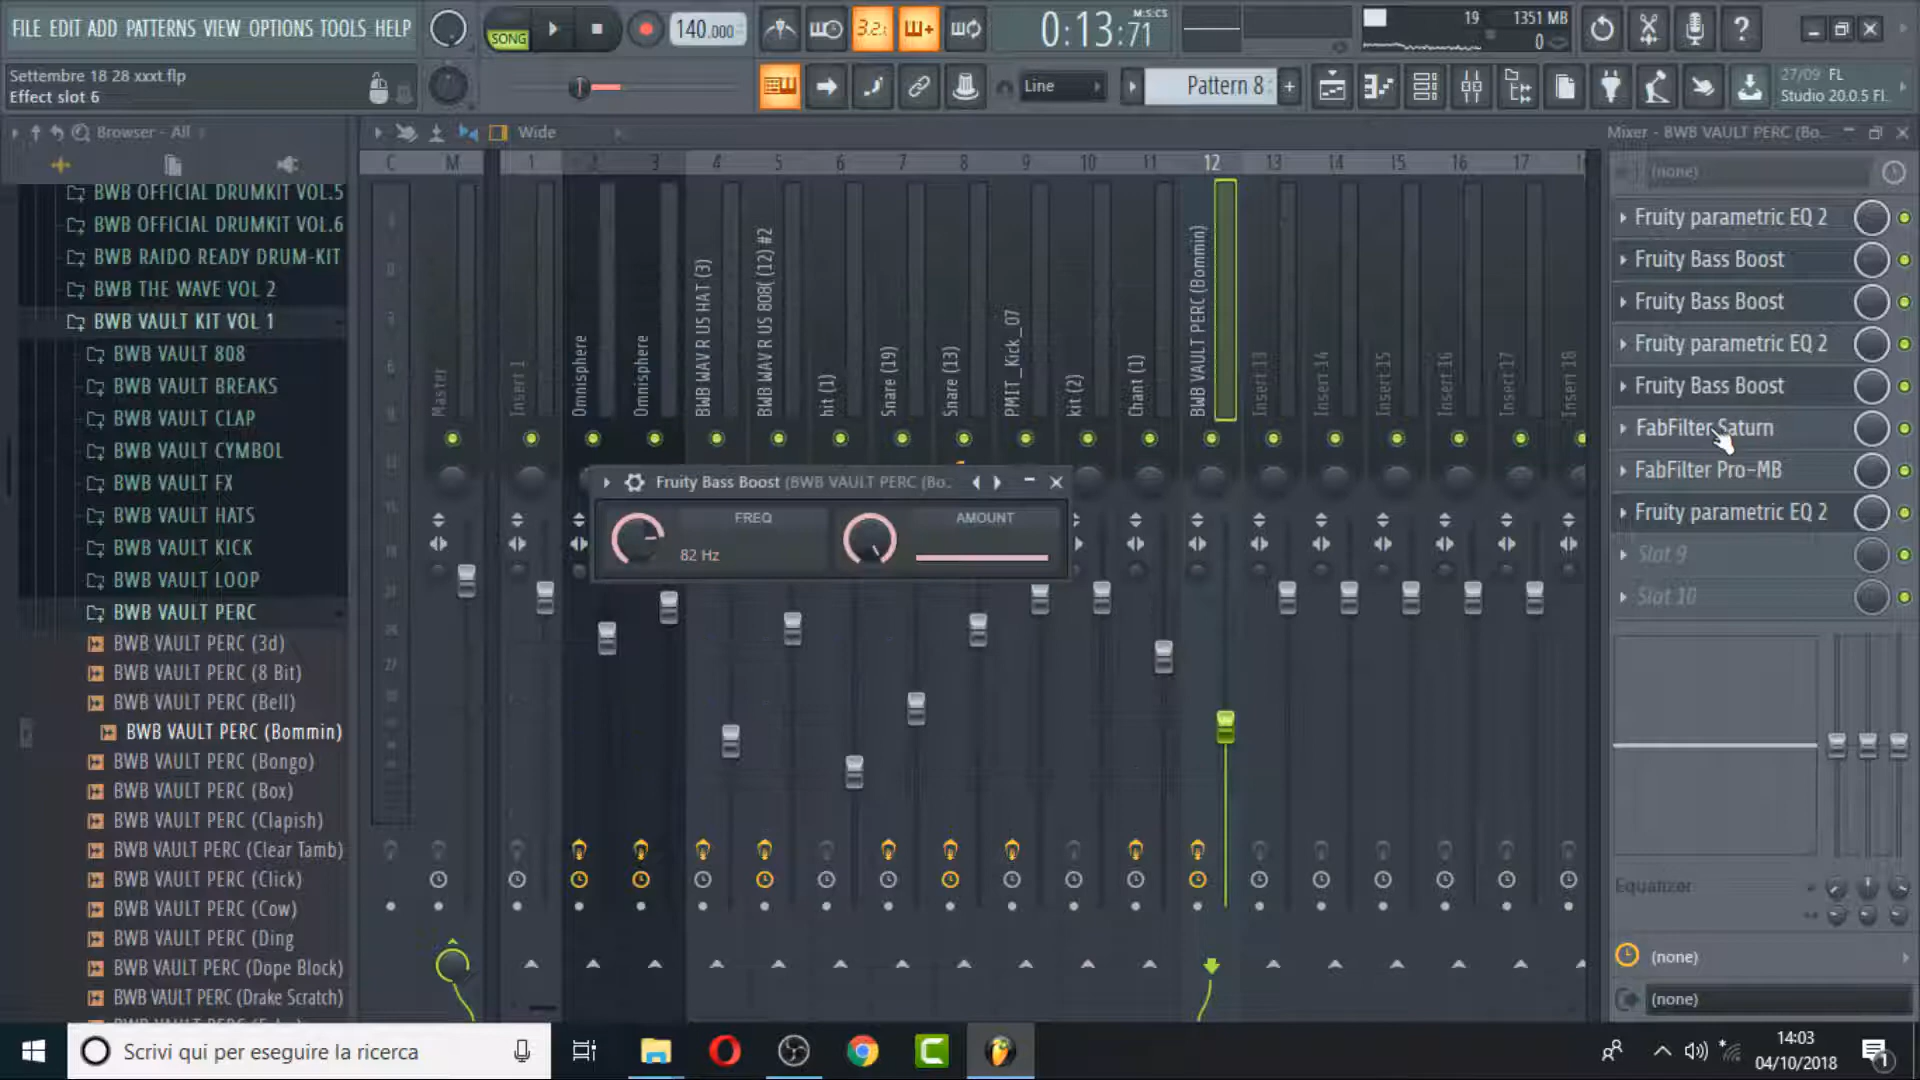 FILE EDIT ADD PATTERNS VIEW OPTIONS TOOLS HELP
SONG
140.000
3.2.
0:13:71
M:S:CS
19
1351 MB
0
Settembre 18 28 xxxt.flp
Effect slot 6
Line
Pattern 8
27/09 FL
Studio 20.0.5 Fl.
Browser - All
Wide
Mixer - BWB VAULT PERC (Bo...
C M 1 2 3 4 5 6 7 8 9 10 11 12 13 14 15 16 17
(none)
BWB OFFICIAL DRUMKIT VOL.5
BWB OFFICIAL DRUMKIT VOL.6
BWB RAIDO READY DRUM-KIT
BWB THE WAVE VOL 2
BWB VAULT KIT VOL 1
BWB VAULT 808
BWB VAULT BREAKS
BWB VAULT CLAP
BWB VAULT CYMBOL
BWB VAULT FX
BWB VAULT HATS
BWB VAULT KICK
BWB VAULT LOOP
BWB VAULT PERC
BWB VAULT PERC (3d)
BWB VAULT PERC (8 Bit)
BWB VAULT PERC (Bell)
BWB VAULT PERC (Bommin)
BWB VAULT PERC (Bongo)
BWB VAULT PERC (Box)
BWB VAULT PERC (Clapish)
BWB VAULT PERC (Clear Tamb)
BWB VAULT PERC (Click)
BWB VAULT PERC (Cow)
BWB VAULT PERC (Ding
BWB VAULT PERC (Dope Block)
BWB VAULT PERC (Drake Scratch)
Master
Insert 1
Omnisphere
Omnisphere
BWB WAV R US HAT (3)
BWB WAV R US 808( (12) #2
hit (1)
Snare (19)
Snare (13)
PMIT_Kick_07
kit (2)
Chant (1)
BWB VAULT PERC (Bommin)
Insert 13
Insert 14
Insert 15
Insert 16
Insert 17
Insert 18
Fruity Bass Boost (BWB VAULT PERC (Bo..
FREQ
82 Hz
AMOUNT
Fruity parametric EQ 2
Fruity Bass Boost
Fruity Bass Boost
Fruity parametric EQ 2
Fruity Bass Boost
FabFilter Saturn
FabFilter Pro-MB
Fruity parametric EQ 2
Slot 9
Slot 10
Equalizer
(none)
(none)
Scrivi qui per eseguire la ricerca
14:03
04/10/2018
1